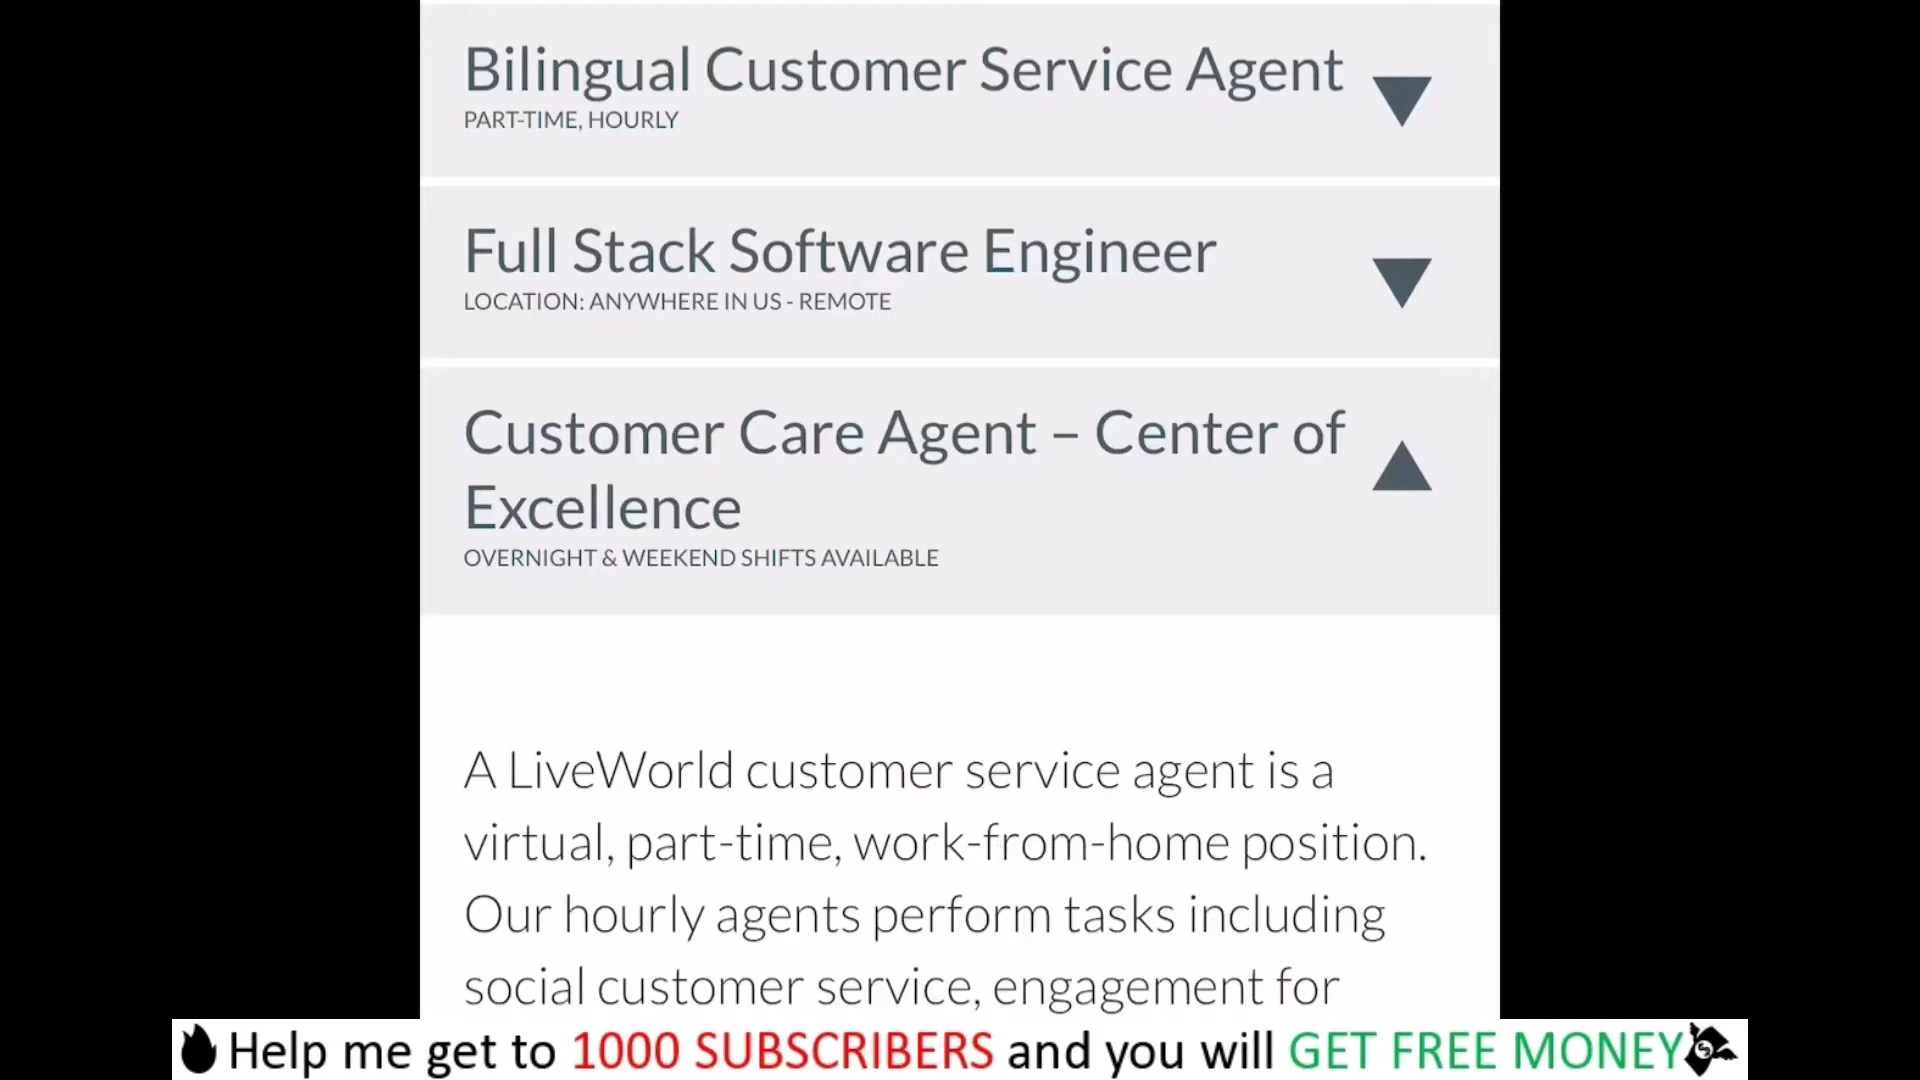 Bilingual Customer Service Agent
PART-TIME, HOURLY
Full Stack Software Engineer
LOCATION: ANYWHERE IN US - REMOTE
Customer Care Agent – Center of
Excellence
OVERNIGHT & WEEKEND SHIFTS AVAILABLE
A LiveWorld customer service agent is a
virtual, part-time, work-from-home position.
Our hourly agents perform tasks including
social customer service, engagement for
Help me get to 1000 SUBSCRIBERS and you will GET FREE MONEY